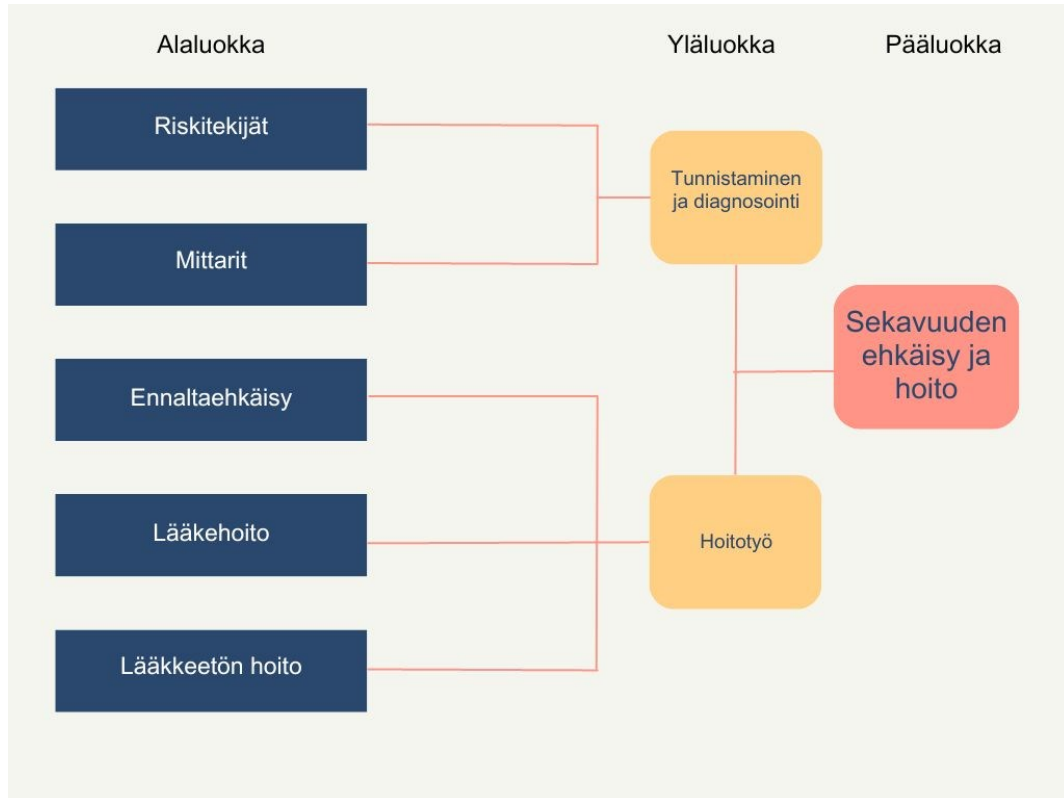 Alaluokka
Yläluokka
Pääluokka
Riskitekijät
Mittarit
Ennaltaehkäisy
Lääkehoito
Lääkkeetön hoito
Tunnistaminen
ja diagnosointi
Hoitotyö
Sekavuuden
ehkäisy ja
hoito